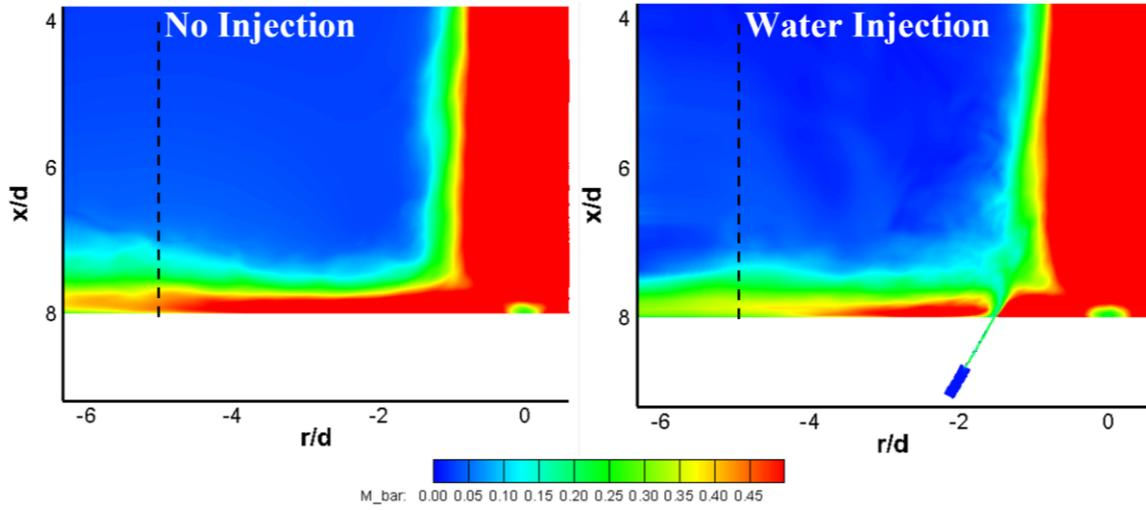 No Injection
4
6
8
x/d
-6 -4 -2 0
r/d
Water Injection
4
6
8
x/d
-6 -4 -2 0
r/d
M_bar: 0.00 0.05 0.10 0.15 0.20 0.25 0.30 0.35 0.40 0.45